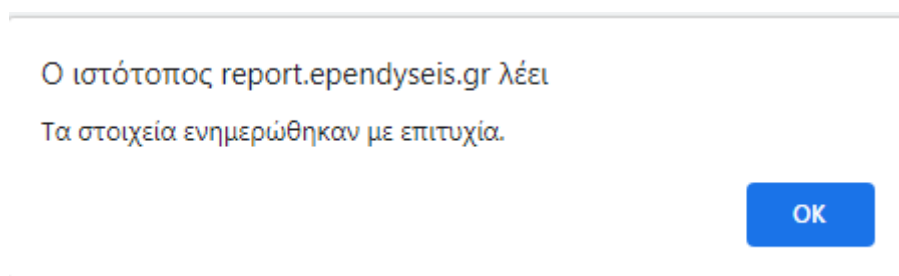 Ο ιστότοπος report.ependyseis.gr λέει
Τα στοιχεία ενημερώθηκαν με επιτυχία.
OK